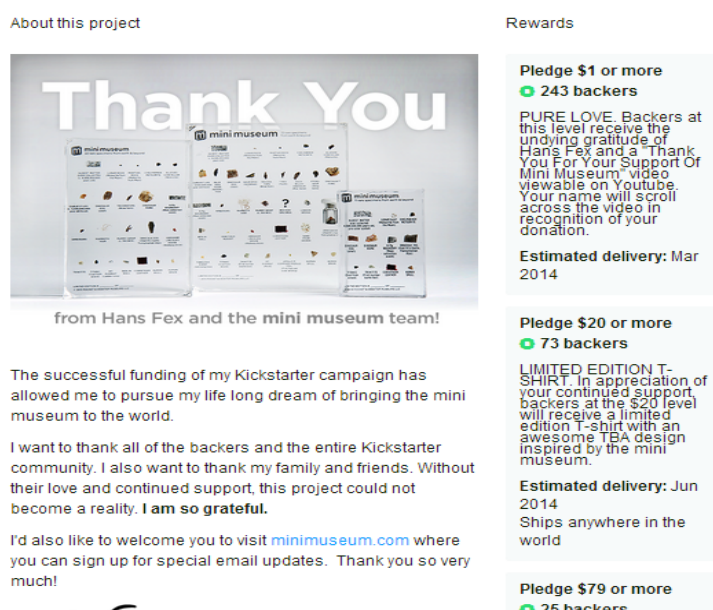 About this project
Thank You
minimuseum
minimuseum
minimuseum
?
from Hans Fex and the mini museum team!
The successful funding of my Kickstarter campaign has
allowed me to pursue my life long dream of bringing the mini
museum to the world.
I want to thank all of the backers and the entire Kickstarter
community. I also want to thank my family and friends. Without
their love and continued support, this project could not
become a reality. I am so grateful.
I'd also like to welcome you to visit minimuseum.com where
you can sign up for special email updates.  Thank you so very
much!
Rewards
Pledge $1 or more
243 backers
PURE LOVE. Backers at
this level receive the
undying gratitude of
Hans Fex and a "Thank
You For Your Support Of
Mini Museum" video
viewable on Youtube.
Your name will scroll
across the video in
recognition of your
donation.
Estimated delivery: Mar
2014
Pledge $20 or more
73 backers
LIMITED EDITION T-
SHIRT. In appreciation of
your continued support,
backers at the $20 level
will receive a limited
edition T-shirt with an
awesome TBA design
inspired by the mini
museum.
Estimated delivery: Jun
2014
Ships anywhere in the
world
Pledge $79 or more
25 backers